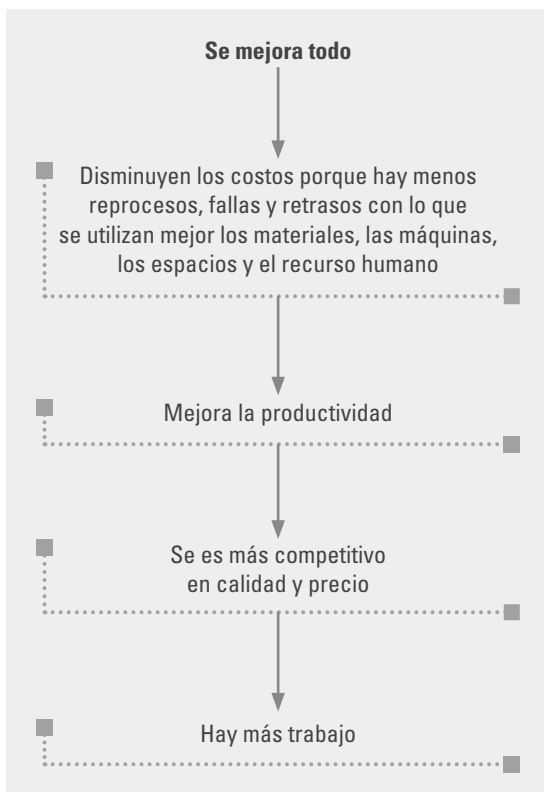 Se mejora todo
Disminuyen los costos porque hay menos
reprocesos, fallas y retrasos con lo que
se utilizan mejor los materiales, las máquinas,
los espacios y el recurso humano
Mejora la productividad
Se es más competitivo
en calidad y precio
Hay más trabajo